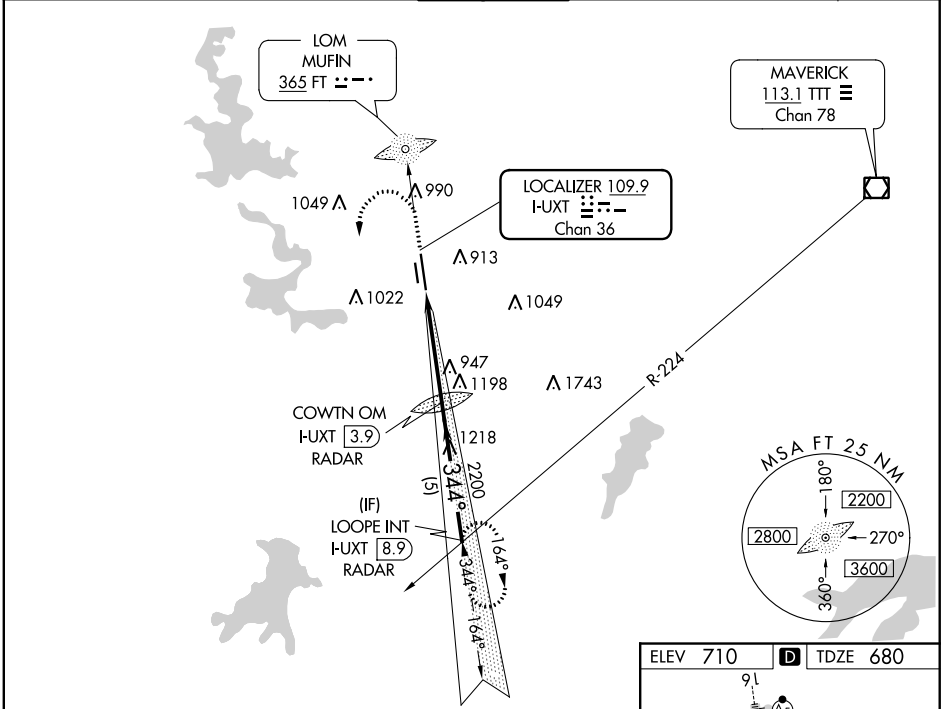 LOM
MUFIN
365 FT
MAVERICK
113.1 TTT
Chan 78
990
1049
LOCALIZER 109.9
I-UXT
Chan 36
913
1022
1049
947
1198
1743
R-224
COWTN OM
I-UXT 3.9
RADAR
1218
2200
344°
(5)
(IF)
LOOPE INT
I-UXT 8.9
RADAR
164°
344°
164°
MSA FT 25 NM
180°
2200
2800
270°
3600
360°
ELEV 710 D TDZE 680
16